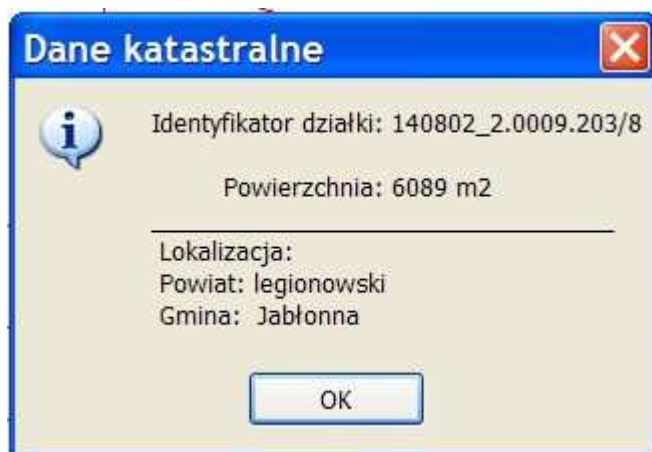 Dane katastralne
Identyfikator działki: 140802_2.0009.203/8
Powierzchnia: 6089 m2
Lokalizacja:
Powiat: legionowski
Gmina: Jabłonna
OK